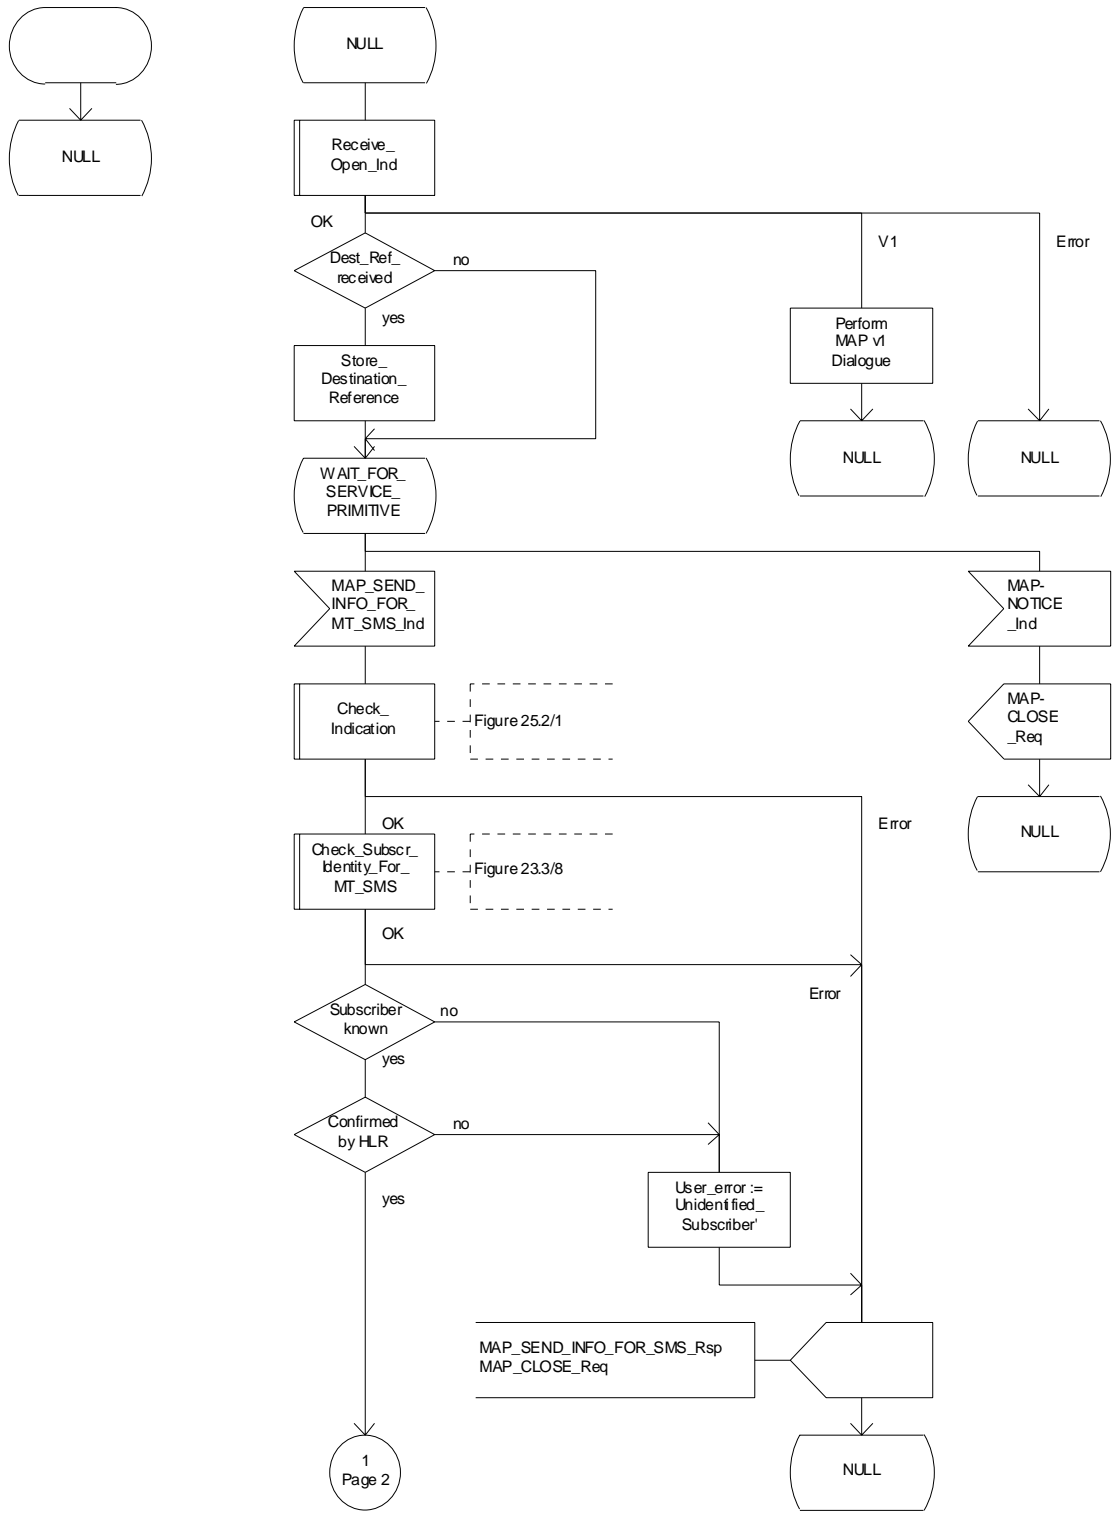 NULL
NULL
Receive_
Open_Ind
OK
V1
Error
Dest_Ref_
received
no
yes
Store_
Destination_
Reference
Perform
MAP v1
Dialogue
NULL
NULL
WAIT_FOR_
SERVICE_
PRIMITIVE
MAP_SEND_
INFO_FOR_
MT_SMS_Ind
MAP-
NOTICE
_Ind
Check_
Indication
Figure 25.2/1
MAP-
CLOSE
_Req
OK
Error
NULL
Check_Subscr_
Identity_For_
MT_SMS
Figure 23.3/8
OK
Error
Subscriber
known
no
yes
Confirmed
by HLR
no
yes
User_error :=
Unidentified_
Subscriber'
MAP_SEND_INFO_FOR_SMS_Rsp
MAP_CLOSE_Req
1
Page 2
NULL